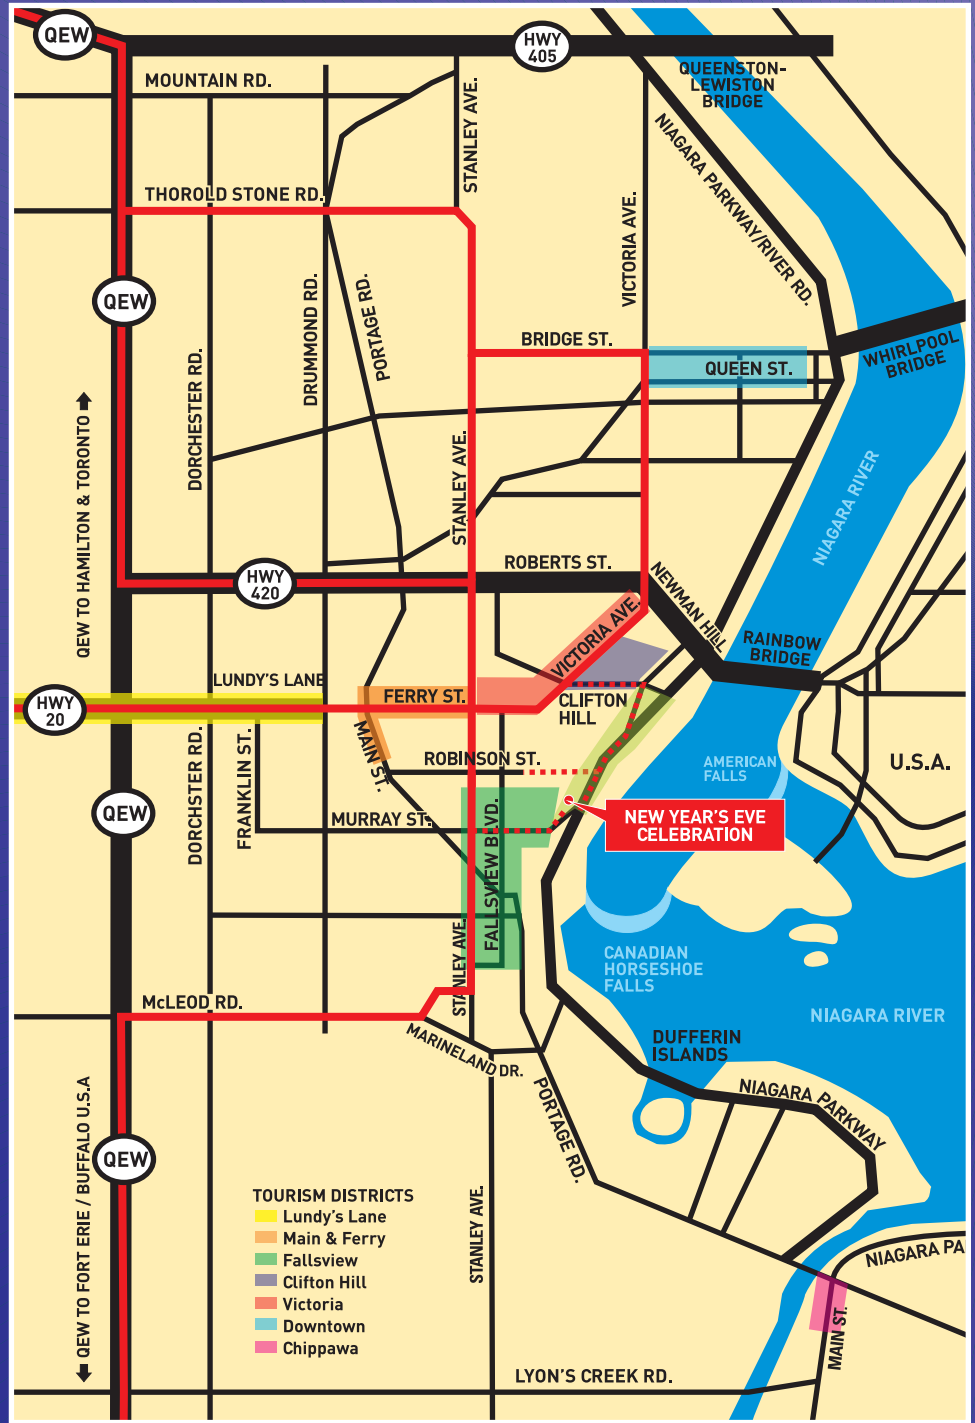 QEW
HWY
405
MOUNTAIN RD.
QUEENSTON-
LEWISTON
BRIDGE
STANLEY AVE.
NIAGARA PARKWAY/RIVER RD.
THOROLD STONE RD.
VICTORIA AVE.
QEW
DRUMMOND RD.
PORTAGE RD.
BRIDGE ST.
WHIRLPOOL
BRIDGE
QUEEN ST.
DORCHESTER RD.
QEW TO HAMILTON & TORONTO
STANLEY AVE.
NIAGARA RIVER
HWY
420
ROBERTS ST.
NEWMAN HILL
VICTORIA AVE.
RAINBOW
BRIDGE
LUNDY'S LANE
HWY
20
FERRY ST.
CLIFTON
HILL
MAIN ST.
ROBINSON ST.
DORCHSTER RD.
FRANKLIN ST.
AMERICAN
FALLS
U.S.A.
QEW
MURRAY ST.
FALLSVIEW BLVD.
NEW YEAR'S EVE
CELEBRATION
STANLEY AVE.
CANADIAN
HORSESHOE
FALLS
McLEOD RD.
NIAGARA RIVER
MARINELAND DR.
DUFFERIN
ISLANDS
PORTAGE RD.
NIAGARA PARKWAY
QEW TO FORT ERIE / BUFFALO U.S.A
QEW
STANLEY AVE.
TOURISM DISTRICTS
Lundy's Lane
Main & Ferry
Fallsview
Clifton Hill
Victoria
Downtown
Chippawa
NIAGARA PA
MAIN ST.
LYON'S CREEK RD.